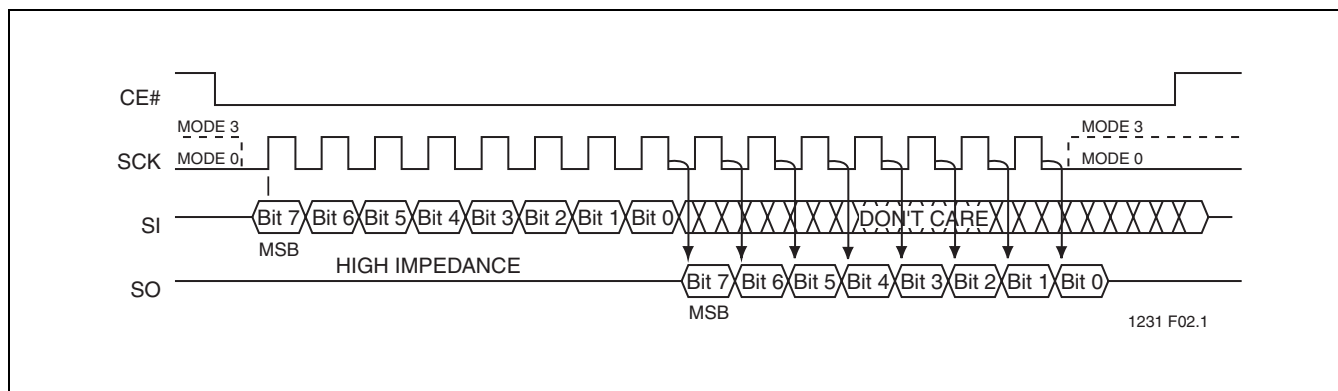 CE#
MODE 3
MODE 3
SCK
MODE 0
MODE 0
SI
Bit 7 Bit 6 Bit 5 Bit 4 Bit 3 Bit 2 Bit 1 Bit 0
DON'T CARE
MSB
HIGH IMPEDANCE
SO
Bit 7 Bit 6 Bit 5 Bit 4 Bit 3 Bit 2 Bit 1 Bit 0
MSB
1231 F02.1